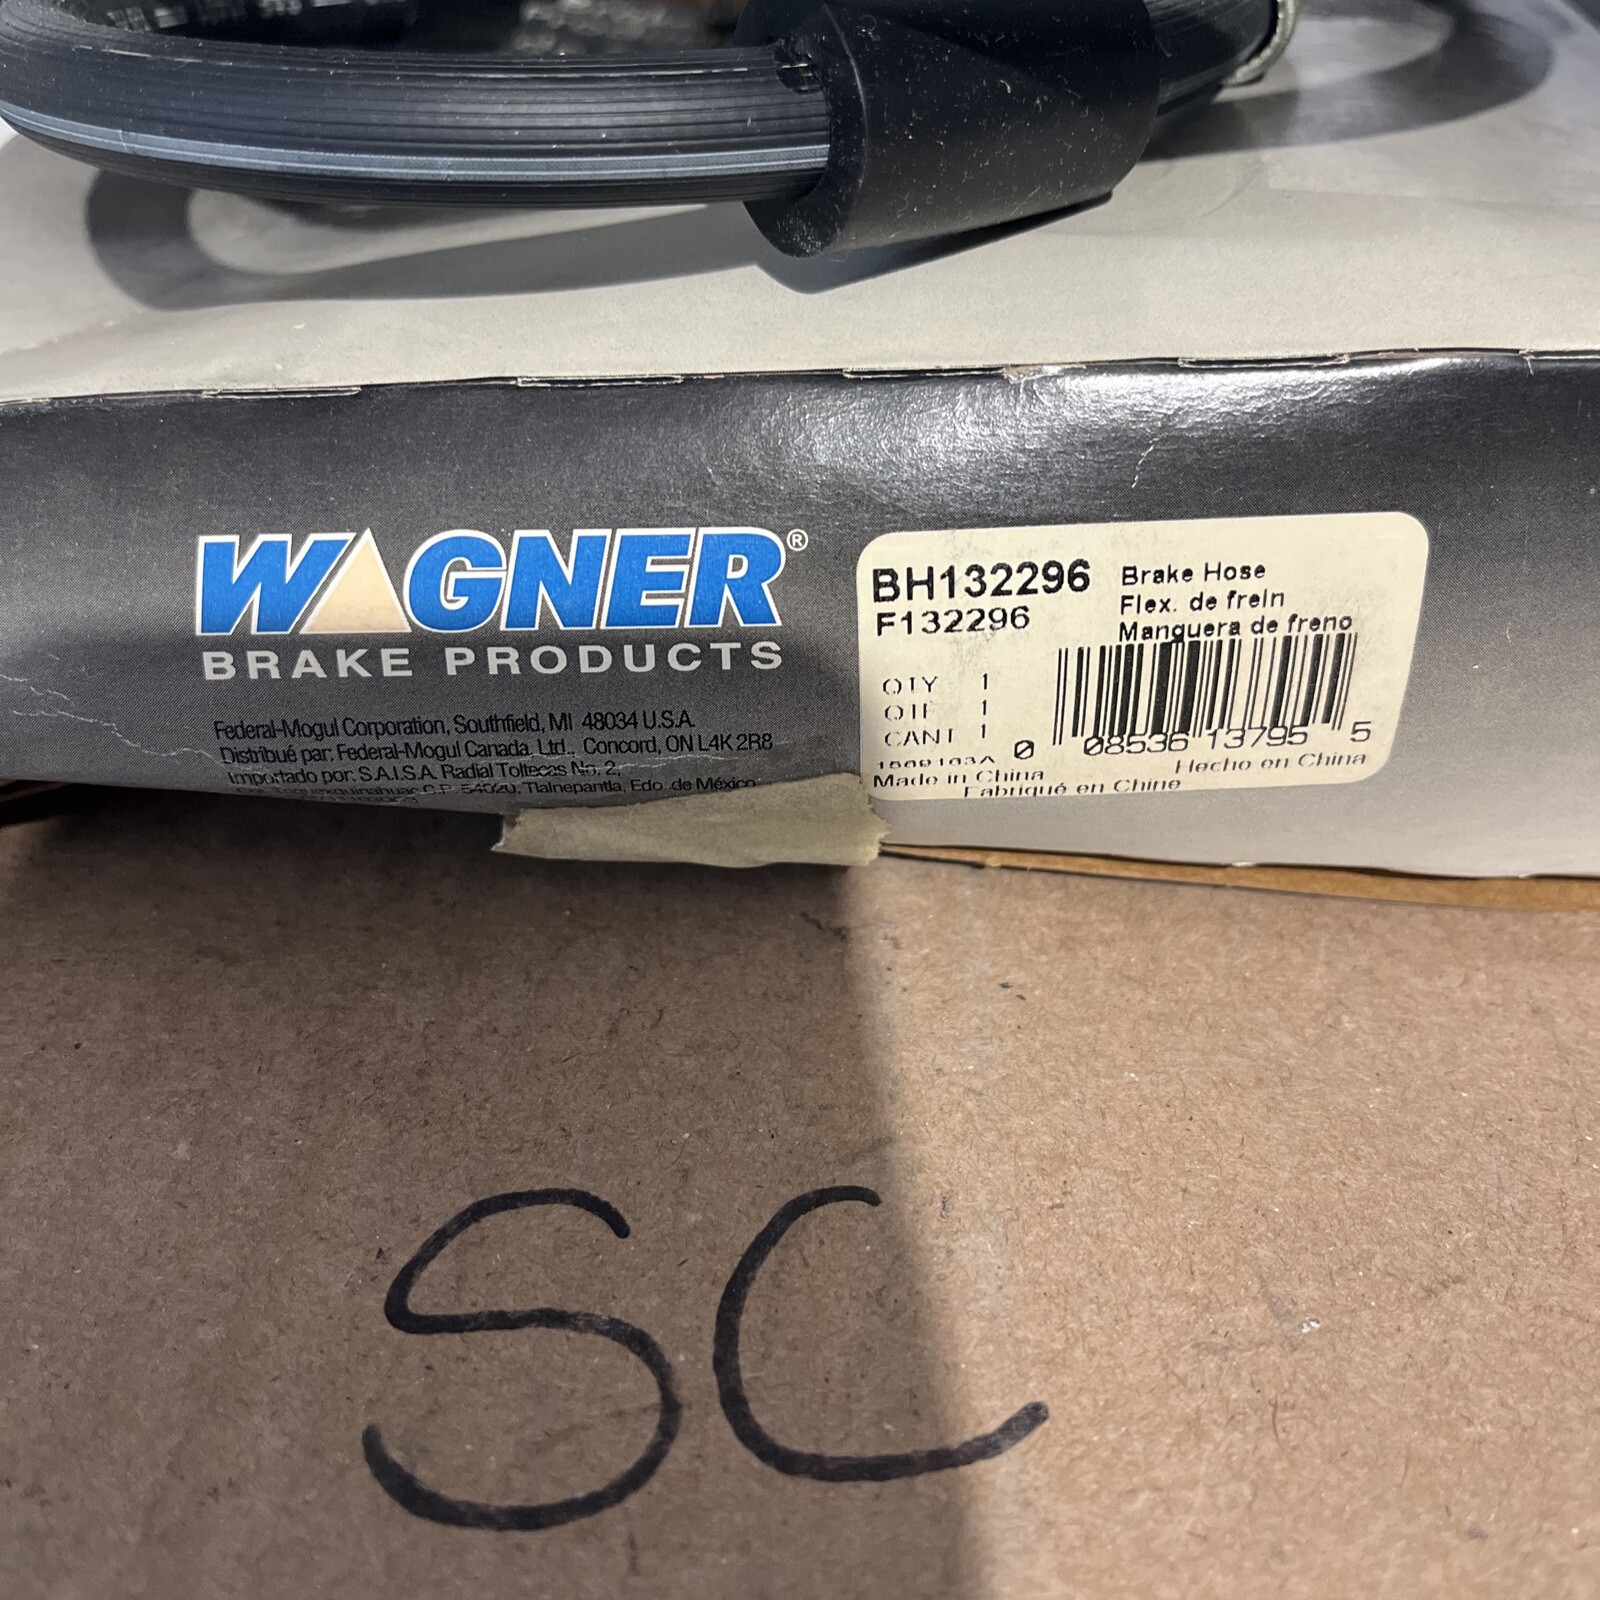 WAGNER®
BRAKE PRODUCTS
Federal-Mogul Corporation, Southfield, MI 48034 U.S.A.
Distribué par: Federal-Mogul Canada Ltd., Concord, ON L4K 2R8
Importado por: S.A.I.S.A. Radial Toltecas No. 2,
C.P. 54020, Tlalnepantla, Edo. de México
BH132296
F132296
Brake Hose
Flex. de frein
Manguera de freno
QTY 1
QTE 1
CANT 1
0 08536 13795 5
Made in China
Hecho en China
Fabriqué en Chine
SC